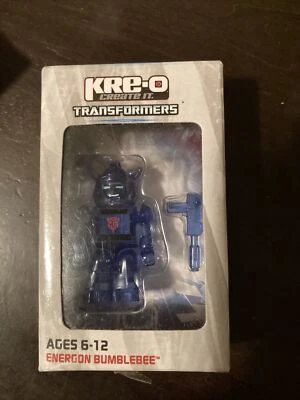 KRE-O
CREATE IT.
TRANSFORMERS
AGES 6-12
ENERGON BUMBLEBEE™